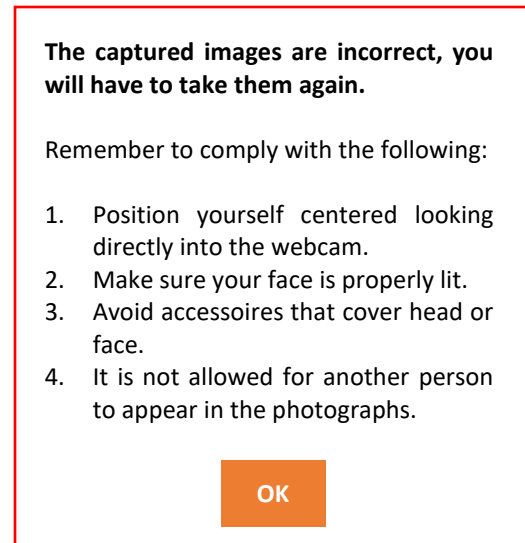 The captured images are incorrect, you
will have to take them again.
Remember to comply with the following:
1. Position yourself centered looking
directly into the webcam.
2. Make sure your face is properly lit.
3. Avoid accessoires that cover head or
face.
4. It is not allowed for another person
to appear in the photographs.
OK